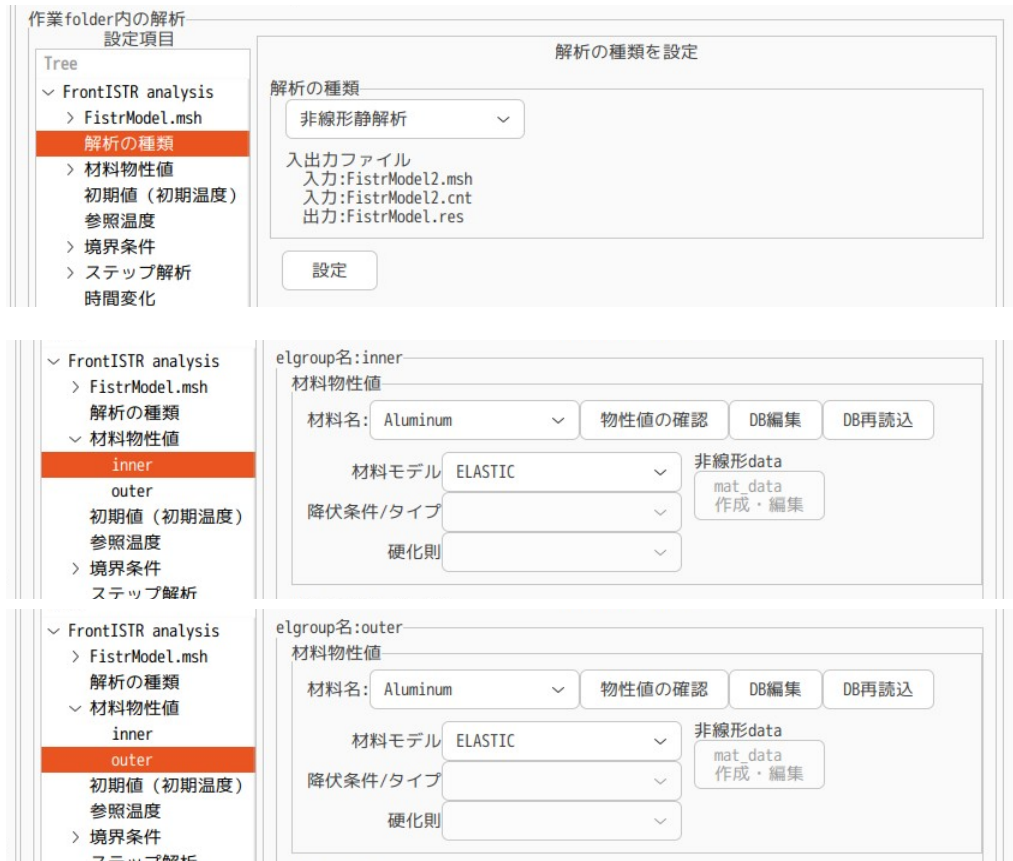 作業folder内の解析
設定項目
Tree
FrontISTR analysis
FistrModel.msh
解析の種類
材料物性値
初期値（初期温度）
参照温度
境界条件
ステップ解析
時間変化
解析の種類を設定
解析の種類
非線形静解析
入出力ファイル
入力:FistrModel2.msh
入力:FistrModel2.cnt
出力:FistrModel.res
設定
FrontISTR analysis
FistrModel.msh
解析の種類
材料物性値
inner
outer
初期値（初期温度）
参照温度
境界条件
ステップ解析
elgroup名:inner
材料物性値
材料名: Aluminum 物性値の確認 DB編集 DB再読込
材料モデル ELASTIC
降伏条件/タイプ
硬化則
非線形data
mat_data
作成・編集
FrontISTR analysis
FistrModel.msh
解析の種類
材料物性値
inner
outer
初期値（初期温度）
参照温度
境界条件
ステップ解析
elgroup名:outer
材料物性値
材料名: Aluminum 物性値の確認 DB編集 DB再読込
材料モデル ELASTIC
降伏条件/タイプ
硬化則
非線形data
mat_data
作成・編集